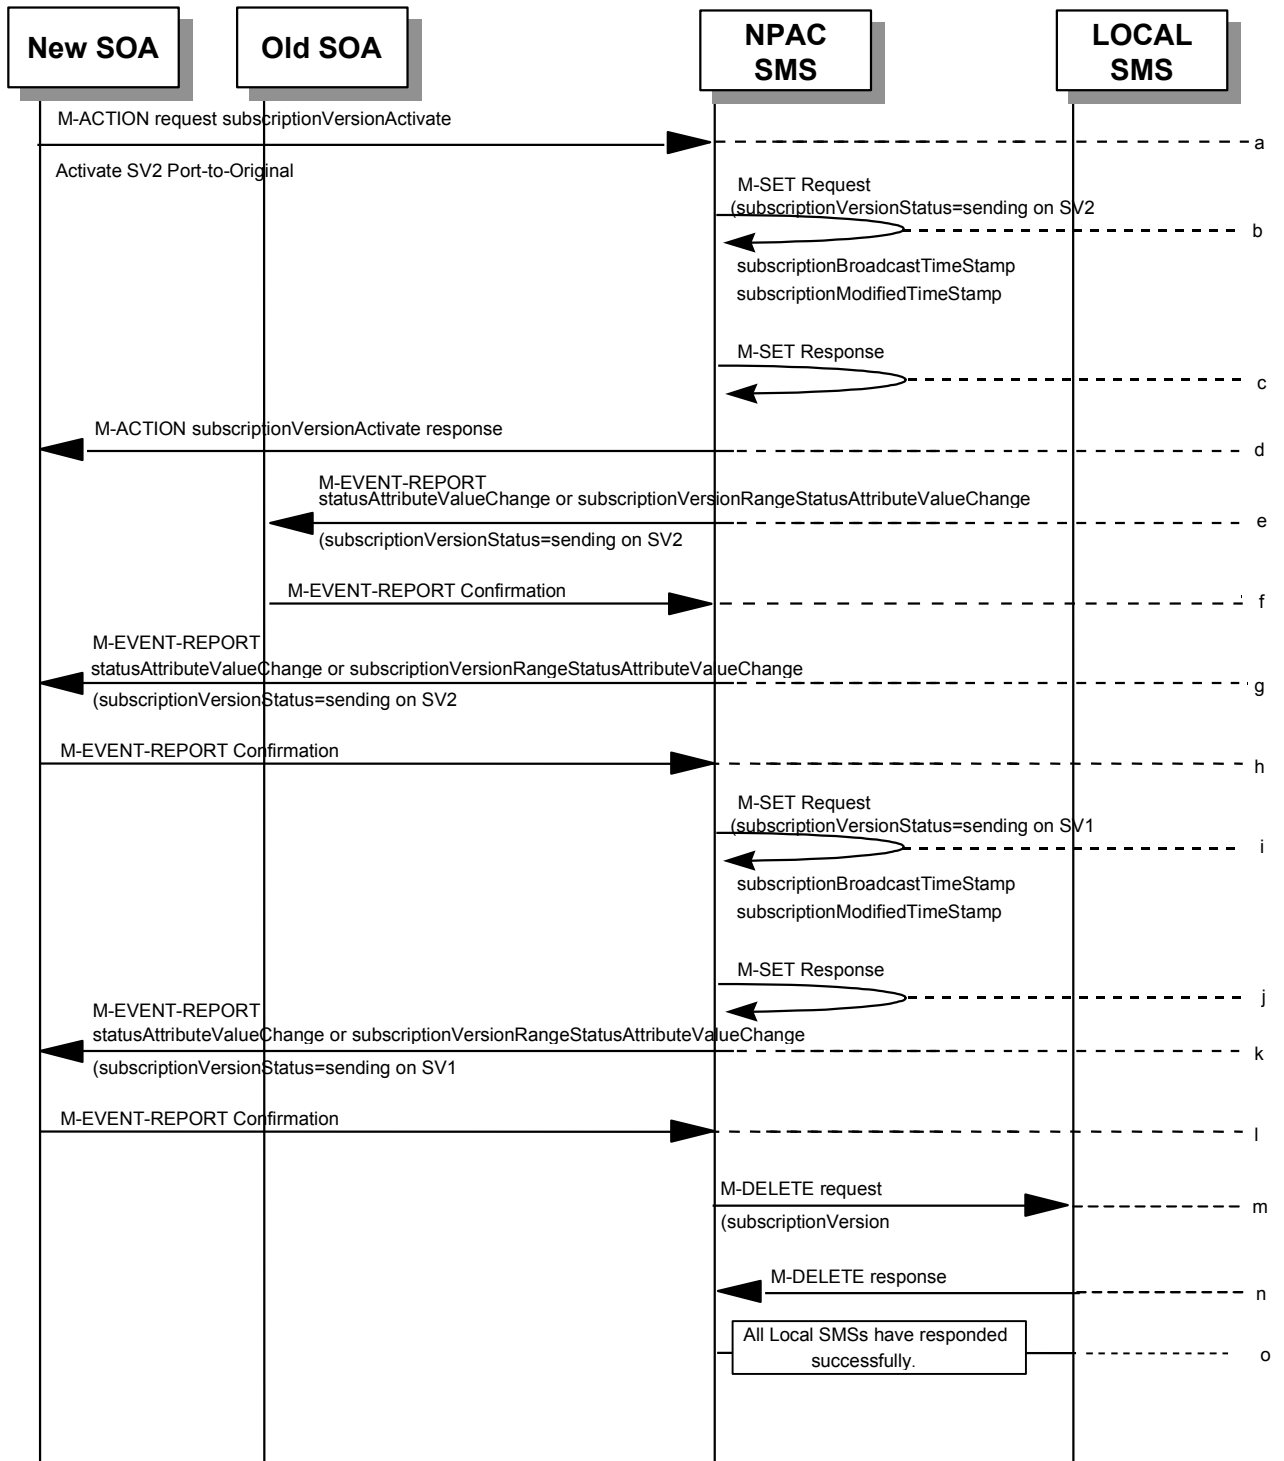 New SOA
Old SOA
NPAC
SMS
LOCAL
SMS
M-ACTION request subscriptionVersionActivate
a
Activate SV2 Port-to-Original
M-SET Request
(subscriptionVersionStatus=sending on SV2
b
subscriptionBroadcastTimeStamp
subscriptionModifiedTimeStamp
M-SET Response
c
M-ACTION subscriptionVersionActivate response
d
M-EVENT-REPORT
statusAttributeValueChange or subscriptionVersionRangeStatusAttributeValueChange
e
(subscriptionVersionStatus=sending on SV2
M-EVENT-REPORT Confirmation
f
M-EVENT-REPORT
statusAttributeValueChange or subscriptionVersionRangeStatusAttributeValueChange
g
(subscriptionVersionStatus=sending on SV2
M-EVENT-REPORT Confirmation
h
M-SET Request
(subscriptionVersionStatus=sending on SV1
i
subscriptionBroadcastTimeStamp
subscriptionModifiedTimeStamp
M-SET Response
j
M-EVENT-REPORT
statusAttributeValueChange or subscriptionVersionRangeStatusAttributeValueChange
k
(subscriptionVersionStatus=sending on SV1
M-EVENT-REPORT Confirmation
l
M-DELETE request
m
(subscriptionVersion
M-DELETE response
n
All Local SMSs have responded
successfully.
o